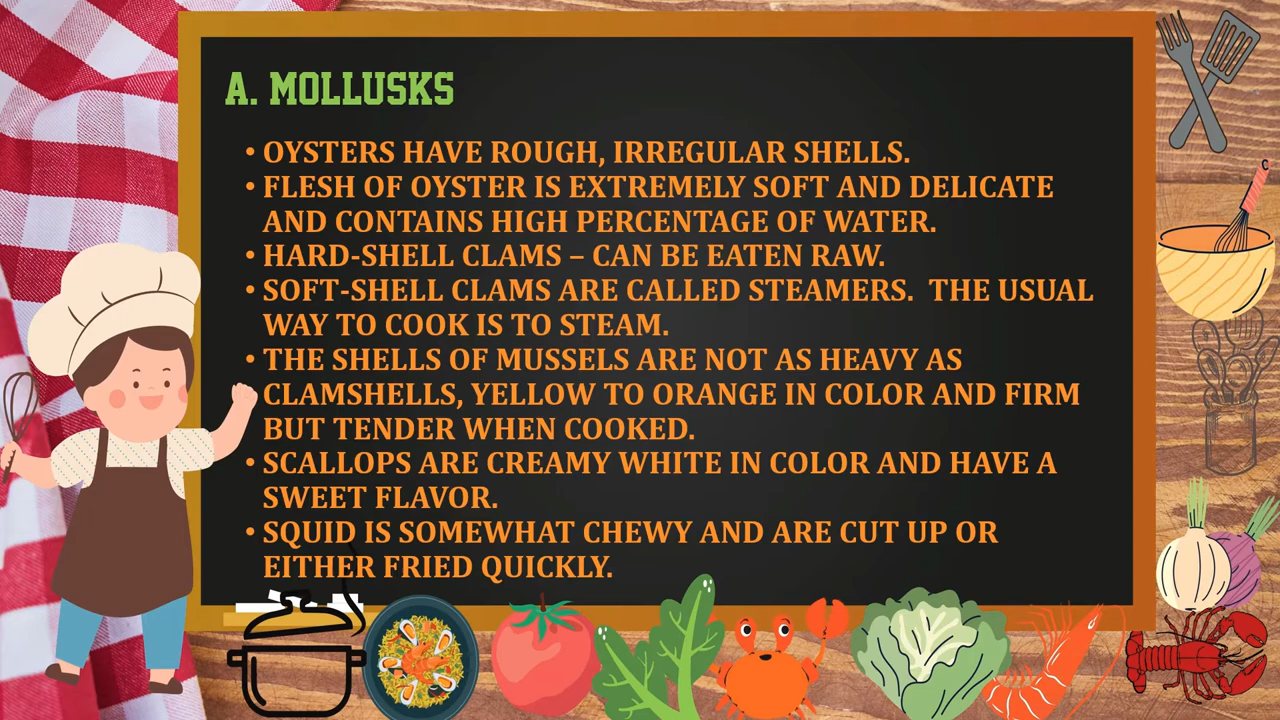 A. MOLLUSKS
• OYSTERS HAVE ROUGH, IRREGULAR SHELLS.
• FLESH OF OYSTER IS EXTREMELY SOFT AND DELICATE
AND CONTAINS HIGH PERCENTAGE OF WATER.
• HARD-SHELL CLAMS – CAN BE EATEN RAW.
• SOFT-SHELL CLAMS ARE CALLED STEAMERS.  THE USUAL
WAY TO COOK IS TO STEAM.
• THE SHELLS OF MUSSELS ARE NOT AS HEAVY AS
CLAMSHELLS, YELLOW TO ORANGE IN COLOR AND FIRM
BUT TENDER WHEN COOKED.
• SCALLOPS ARE CREAMY WHITE IN COLOR AND HAVE A
SWEET FLAVOR.
• SQUID IS SOMEWHAT CHEWY AND ARE CUT UP OR
EITHER FRIED QUICKLY.